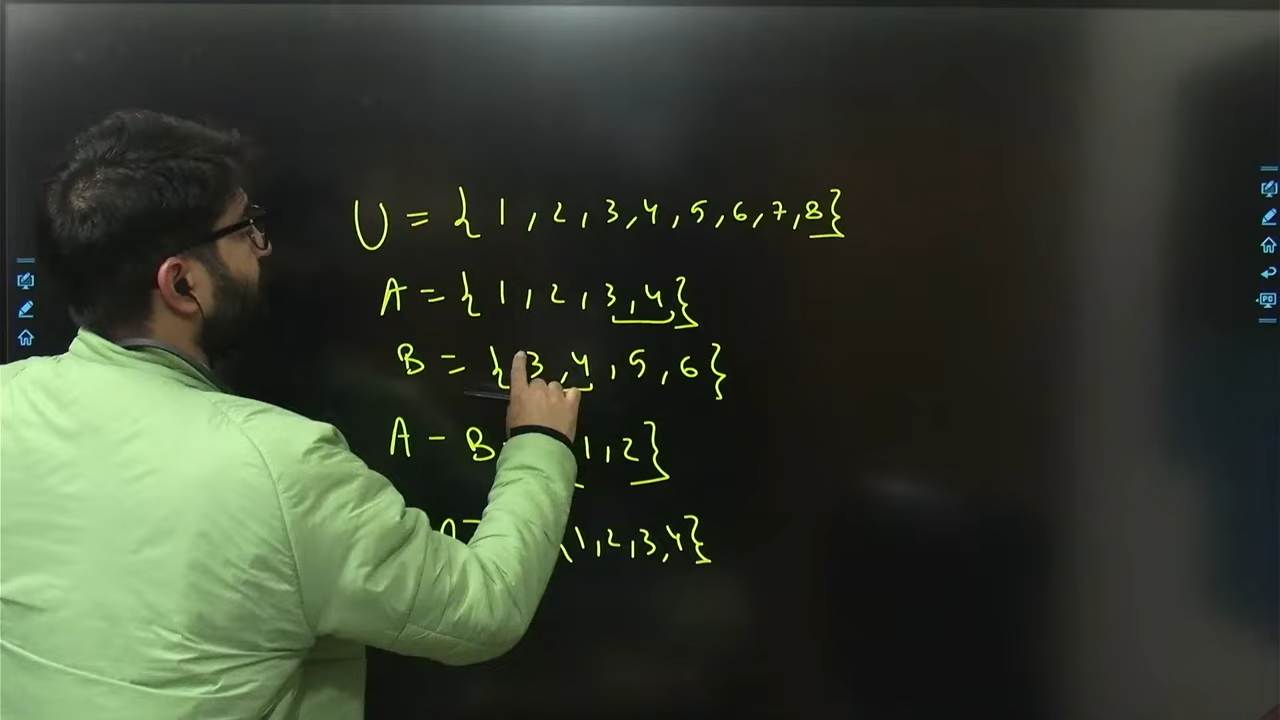 U = { 1 , 2 , 3 , 4 , 5 , 6 , 7 , 8 }
A = { 1 , 2 , 3 , 4 }
B = { 3 , 4 , 5 , 6 }
A - B 1 , 2 }
{ 1 , 2 , 3 , 4 }
PC